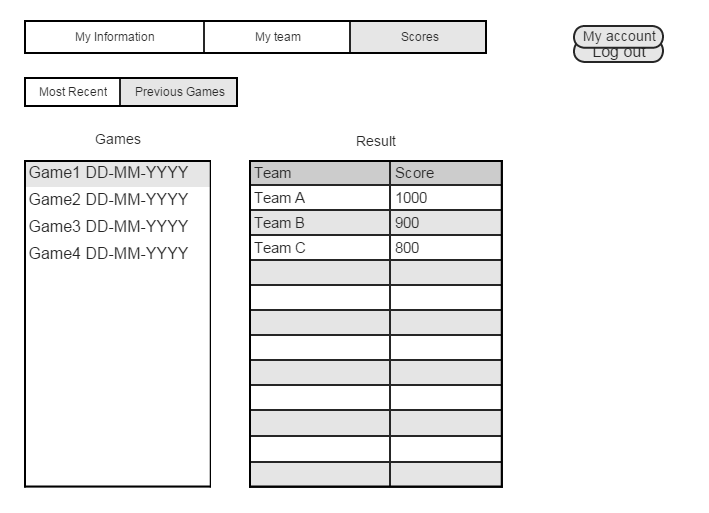 My Information My team Scores
My account
Log out
Most Recent Previous Games
Games
Result
Game1 DD-MM-YYYY
Game2 DD-MM-YYYY
Game3 DD-MM-YYYY
Game4 DD-MM-YYYY
Team Score
Team A 1000
Team B 900
Team C 800